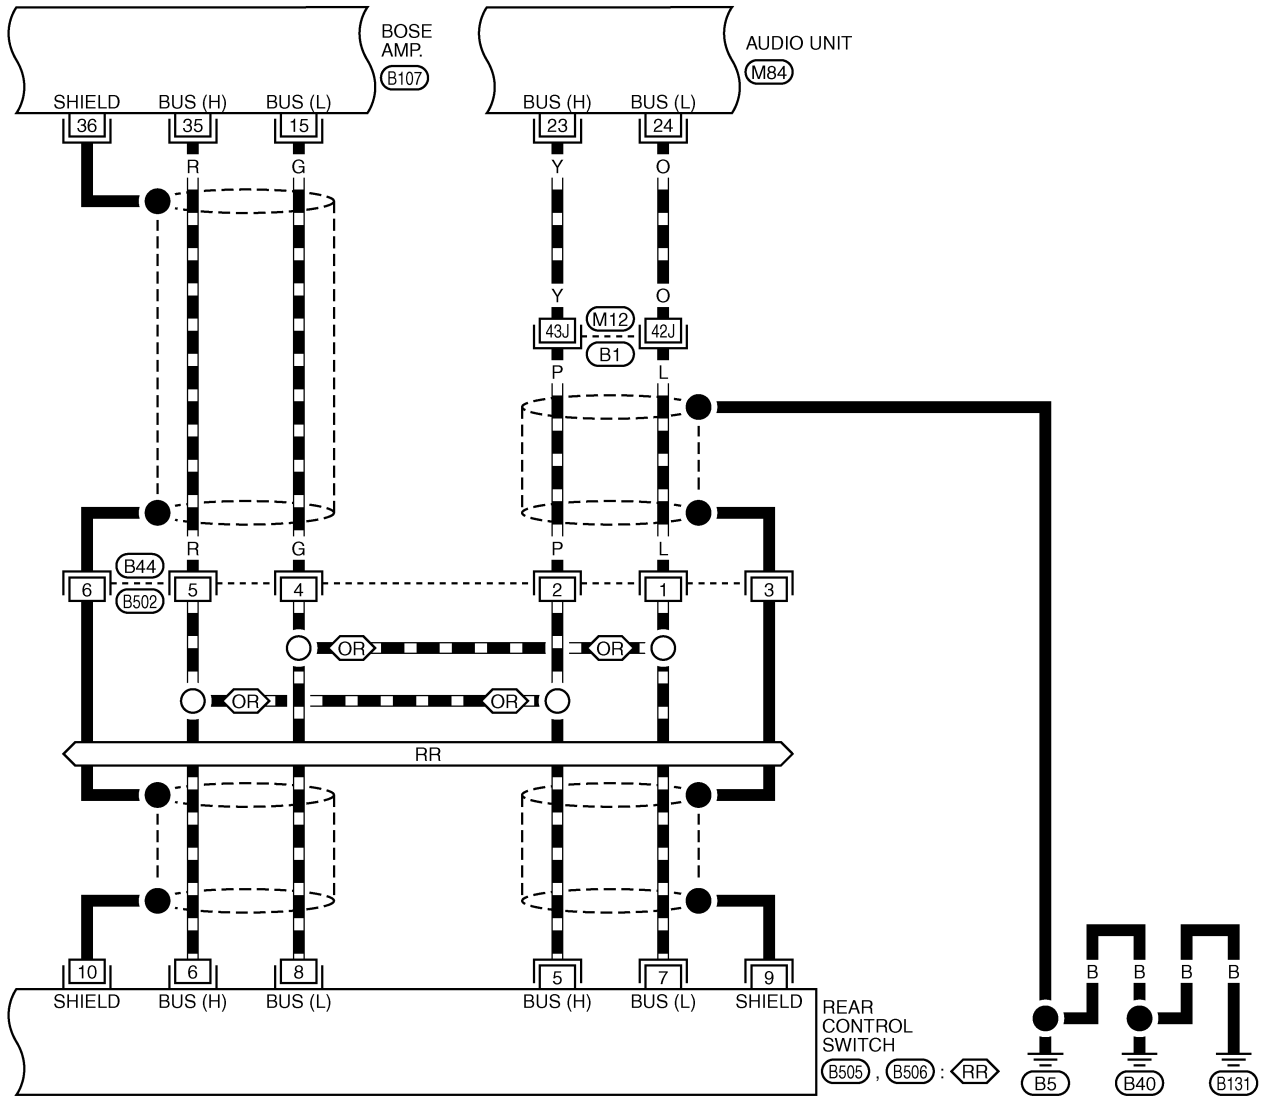 BOSE
AMP.
B107
AUDIO UNIT
M84
SHIELD BUS (H) BUS (L) BUS (H) BUS (L)
36 35 15 23 24
R G Y O
Y O
43J M12 42J
B1
P L
R G P L
B44
6 5 4 2 1 3
B502
OR OR
OR OR
RR
B B B B
10 6 8 5 7 9
SHIELD BUS (H) BUS (L) BUS (H) BUS (L) SHIELD
REAR
CONTROL
SWITCH
B505 , B506 : RR
B5 B40 B131